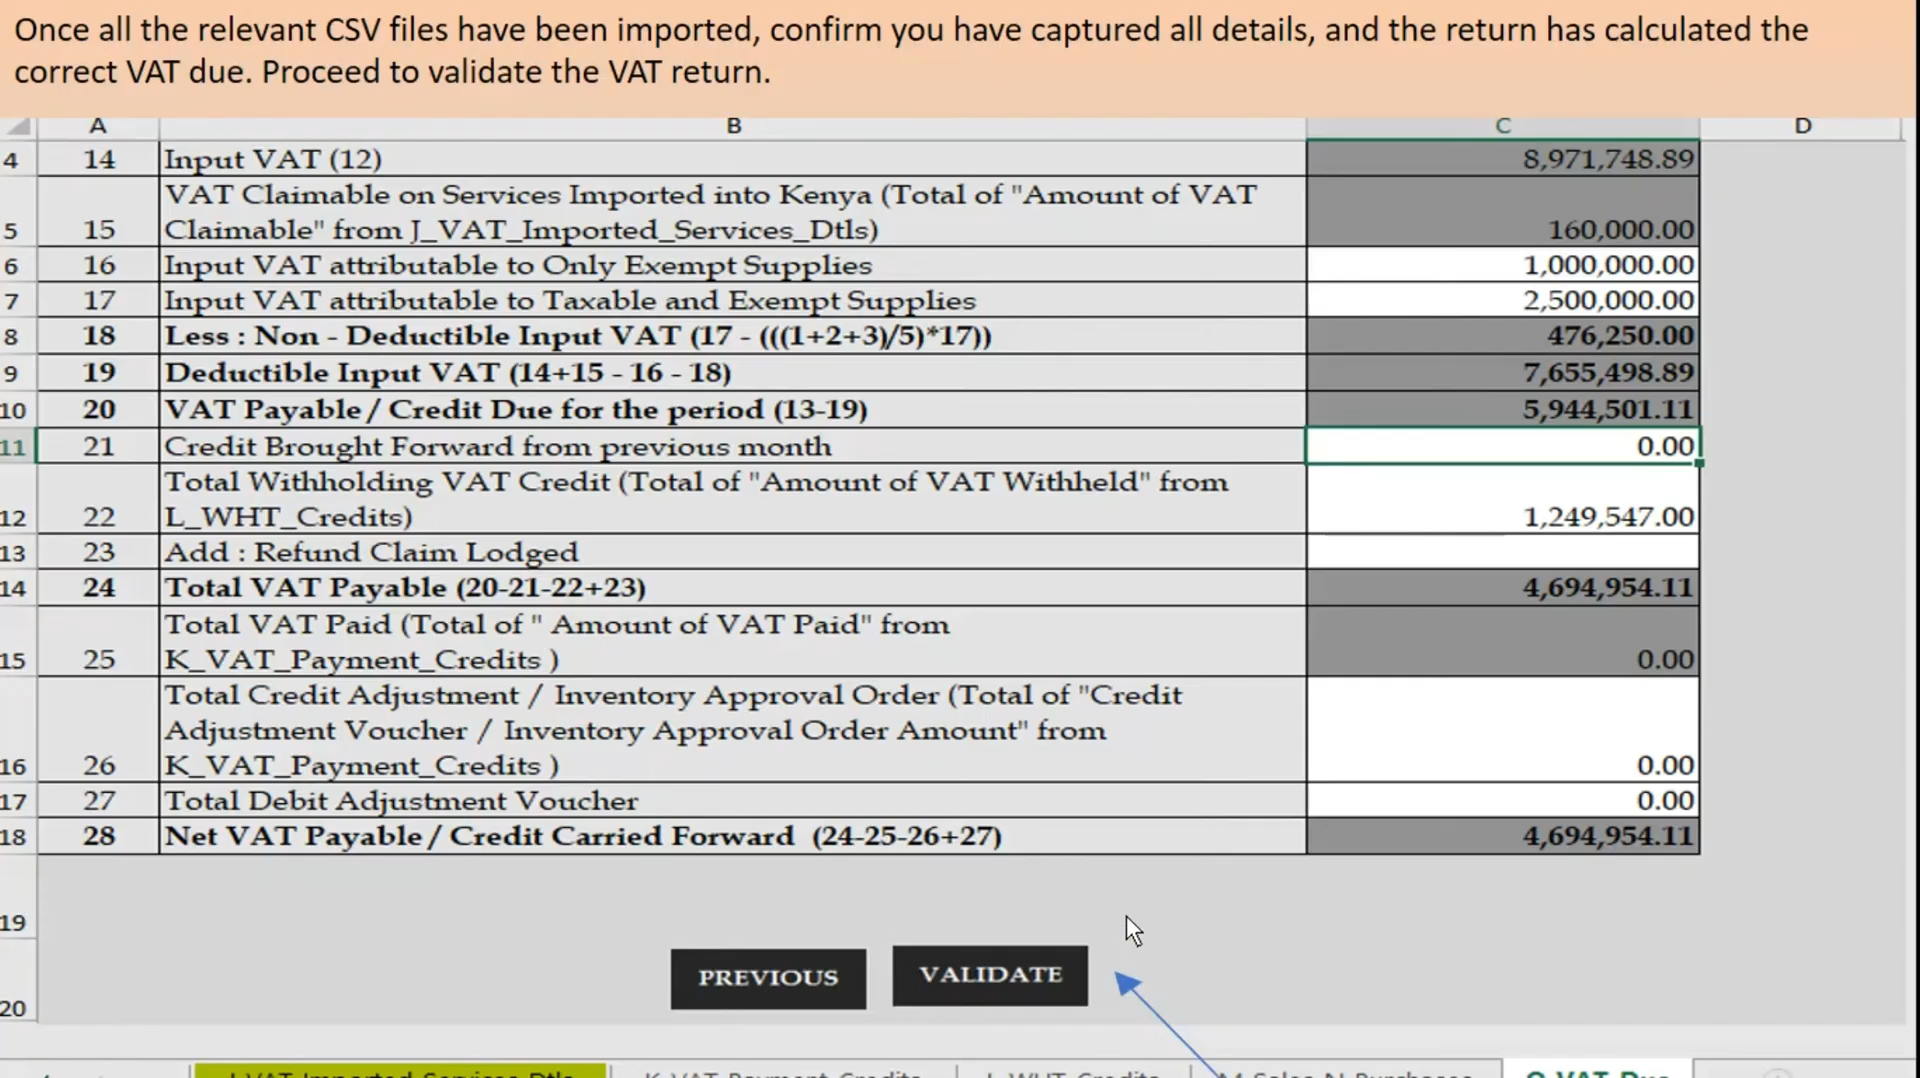 Once all the relevant CSV files have been imported, confirm you have captured all details, and the return has calculated the
correct VAT due. Proceed to validate the VAT return.
A B C D
4 14 Input VAT (12) 8,971,748.89
VAT Claimable on Services Imported into Kenya (Total of "Amount of VAT
5 15 Claimable" from J_VAT_Imported_Services_Dtls) 160,000.00
6 16 Input VAT attributable to Only Exempt Supplies 1,000,000.00
7 17 Input VAT attributable to Taxable and Exempt Supplies 2,500,000.00
8 18 Less : Non - Deductible Input VAT (17 - (((1+2+3)/5)*17)) 476,250.00
9 19 Deductible Input VAT (14+15 - 16 - 18) 7,655,498.89
10 20 VAT Payable / Credit Due for the period (13-19) 5,944,501.11
11 21 Credit Brought Forward from previous month 0.00
Total Withholding VAT Credit (Total of "Amount of VAT Withheld" from
12 22 L_WHT_Credits) 1,249,547.00
13 23 Add : Refund Claim Lodged
14 24 Total VAT Payable (20-21-22+23) 4,694,954.11
Total VAT Paid (Total of " Amount of VAT Paid" from
15 25 K_VAT_Payment_Credits ) 0.00
Total Credit Adjustment / Inventory Approval Order (Total of "Credit
Adjustment Voucher / Inventory Approval Order Amount" from
16 26 K_VAT_Payment_Credits ) 0.00
17 27 Total Debit Adjustment Voucher 0.00
18 28 Net VAT Payable / Credit Carried Forward (24-25-26+27) 4,694,954.11
19
PREVIOUS VALIDATE
20
J_VAT_Imported_Services_Dtls K_VAT_Payment_Credits L_WHT_Credits M_Sales_N_Purchases O_VAT_Due